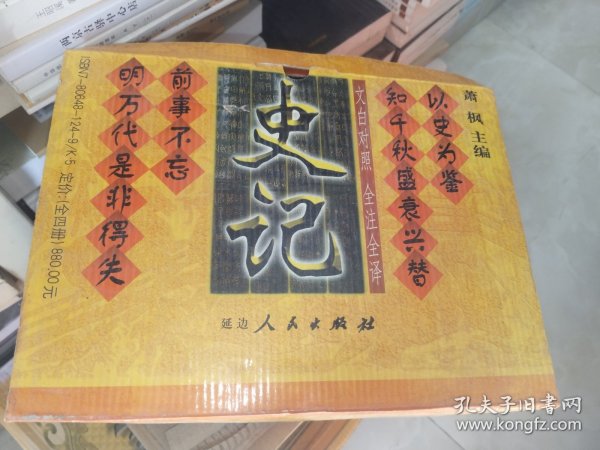 萧枫主编
以史为鉴
知千秋盛衰兴替
文白对照 全注全译
史记
前事不忘
明万代是非得失
ISBN7-80648-124-9/K·5 定价:(全四册)880.00元
延边人民出版社
孔夫子旧书网
www.kongfz.com